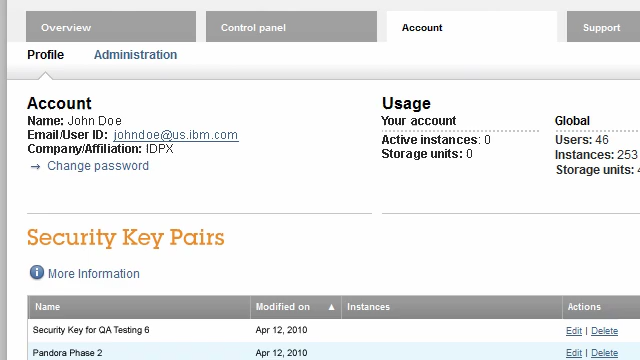 Overview Control panel Account Support
Profile Administration
Account
Name: John Doe
Email/User ID: johndoe@us.ibm.com
Company/Affiliation: IDPX
→ Change password
Usage
Your account
Active instances: 0
Storage units: 0
Global
Users: 46
Instances: 253
Storage units:
Security Key Pairs
More Information
Name Modified on ▲ Instances Actions
Security Key for QA Testing 6 Apr 12, 2010 Edit | Delete
Pandora Phase 2 Apr 12, 2010 Edit | Delete